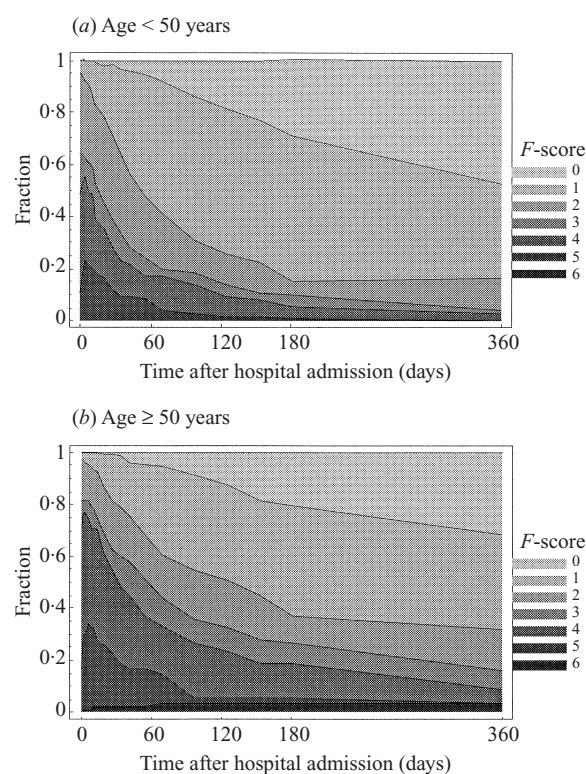 (a) Age < 50 years
1
0·8
0·6
0·4
0·2
0
Fraction
0 60 120 180 360
Time after hospital admission (days)
F-score
0
1
2
3
4
5
6
(b) Age ≥ 50 years
1
0·8
0·6
0·4
0·2
0
Fraction
0 60 120 180 360
Time after hospital admission (days)
F-score
0
1
2
3
4
5
6